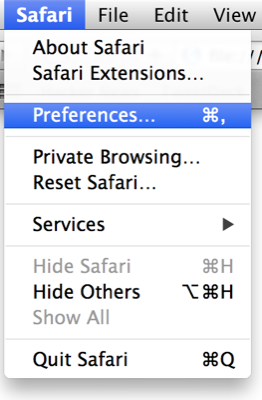 Safari File Edit View
About Safari
Safari Extensions...
Preferences... ⌘,
Private Browsing...
Reset Safari...
Services ▶
Hide Safari ⌘H
Hide Others ⌥⌘H
Show All
Quit Safari ⌘Q